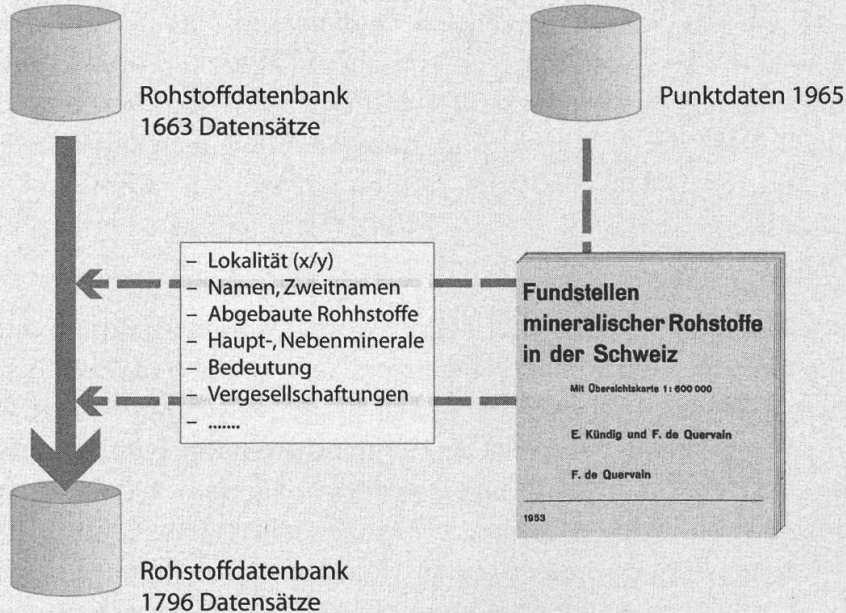 Rohstoffdatenbank
1663 Datensätze
Punktdaten 1965
– Lokalität (x/y)
– Namen, Zweitnamen
– Abgebaute Rohhstoffe
– Haupt-, Nebenminerale
– Bedeutung
– Vergesellschaftungen
– .......
Fundstellen
mineralischer Rohstoffe
in der Schweiz
Mit Übersichtskarte 1: 600 000
E. Kündig und F. de Quervain
F. de Quervain
1953
Rohstoffdatenbank
1796 Datensätze